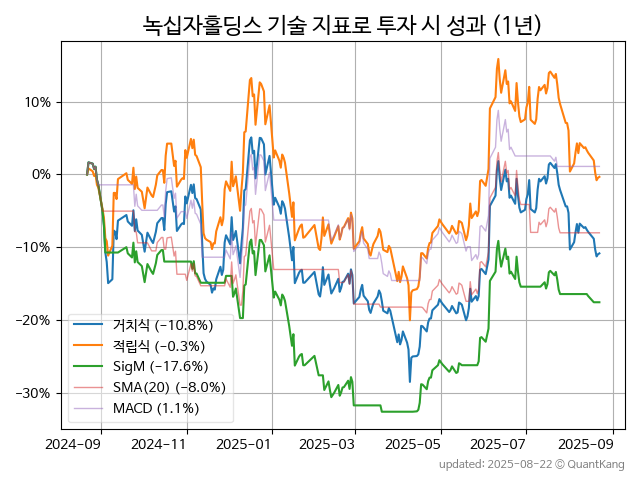 녹십자홀딩스 기술 지표로 투자 시 성과 (1년)
10%
0%
−10%
−20%
−30%
거치식 (−10.8%)
적립식 (−0.3%)
SigM (−17.6%)
SMA(20) (−8.0%)
MACD (1.1%)
2024-09 2024-11 2025-01 2025-03 2025-05 2025-07 2025-09
updated: 2025-08-22 © QuantKang